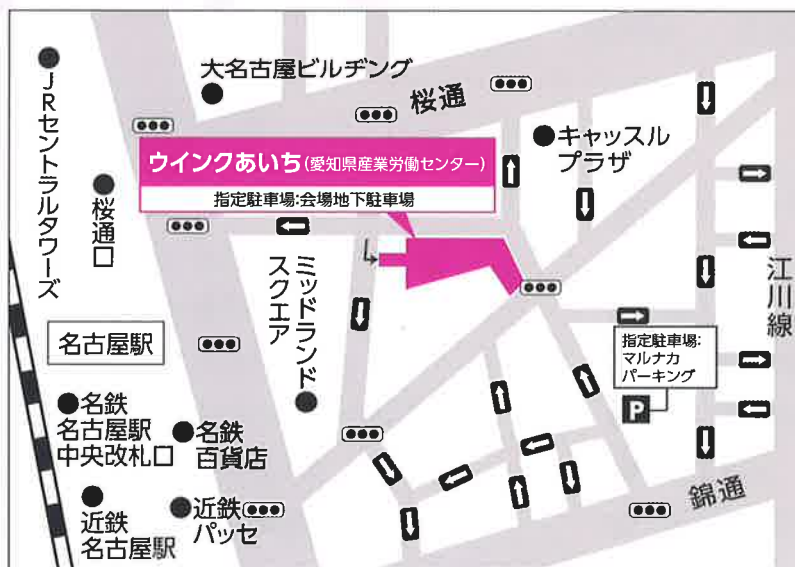 大名古屋ビルヂング
桜通
JRセントラルタワーズ
キャッスル
プラザ
ウインクあいち(愛知県産業労働センター)
指定駐車場:会場地下駐車場
桜通口
ミッドランド
スクエア
江川線
名古屋駅
指定駐車場:
マルナカ
パーキング
P
名鉄
名古屋駅
中央改札口
名鉄
百貨店
近鉄
名古屋駅
近鉄
パッセ
錦通